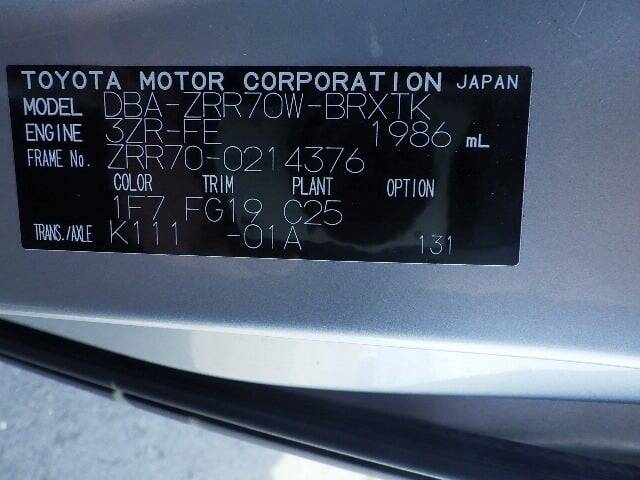 TOYOTA MOTOR CORPORATION JAPAN
MODEL DBA-ZRR70W-BRXTK
ENGINE 3ZR-FE 1986 mL
FRAME No. ZRR70-0214376
COLOR TRIM PLANT OPTION
1F7 FG19 C25
TRANS./AXLE K111 -01A 131